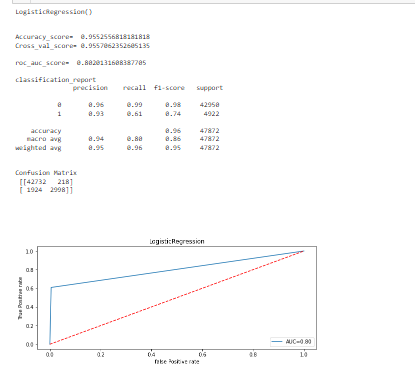 LogisticRegression()
Accuracy_score= 0.9552556818181818
Cross_val_score= 0.9557062352605135
roc_auc_score= 0.8020131608387705
classification_report
precision recall f1-score support
0 0.96 0.99 0.98 42950
1 0.93 0.61 0.74 4922
accuracy 0.96 47872
macro avg 0.94 0.80 0.86 47872
weighted avg 0.95 0.96 0.95 47872
Confusion Matrix
[[42732 218]
[ 1924 2998]]
LogisticRegression
1.0
0.8
0.6
0.4
0.2
0.0
True Positive rate
AUC=0.80
0.0 0.2 0.4 0.6 0.8 1.0
false Positive rate